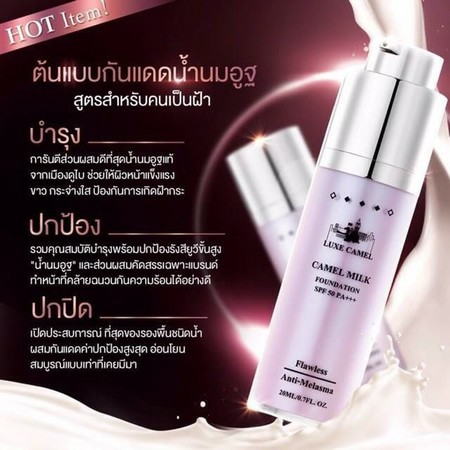 HOT Item!
ต้นแบบกันแดดน้ำนมอูฐ
สูตรสำหรับคนเป็นฝ้า
บำรุง
การันตีส่วนผสมดีที่สุดน้ำนมอูฐแท้
จากเมืองดูไบ ช่วยให้ผิวหน้าแข็งแรง
ขาว กระจ่างใส ป้องกันการเกิดฝ้ากระ
ปกป้อง
รวมคุณสมบัติบำรุงพร้อมปกป้องรังสียูวีขั้นสูง
"น้ำนมอูฐ" และส่วนผสมคัดสรรเฉพาะแบรนด์
ทำหน้าที่คล้ายฉนวนกับความร้อนได้อย่างดี
ปกปิด
เปิดประสบการณ์ ที่สุดของรองพื้นชนิดน้ำ
ผสมกันแดดค่าปกป้องสูงสุด อ่อนโยน
สมบูรณ์แบบเท่าที่เคยมีมา
LUXE CAMEL
CAMEL MILK
FOUNDATION
SPF 50 PA+++
Flawless
Anti-Melasma
20ML/0.7FL. OZ.